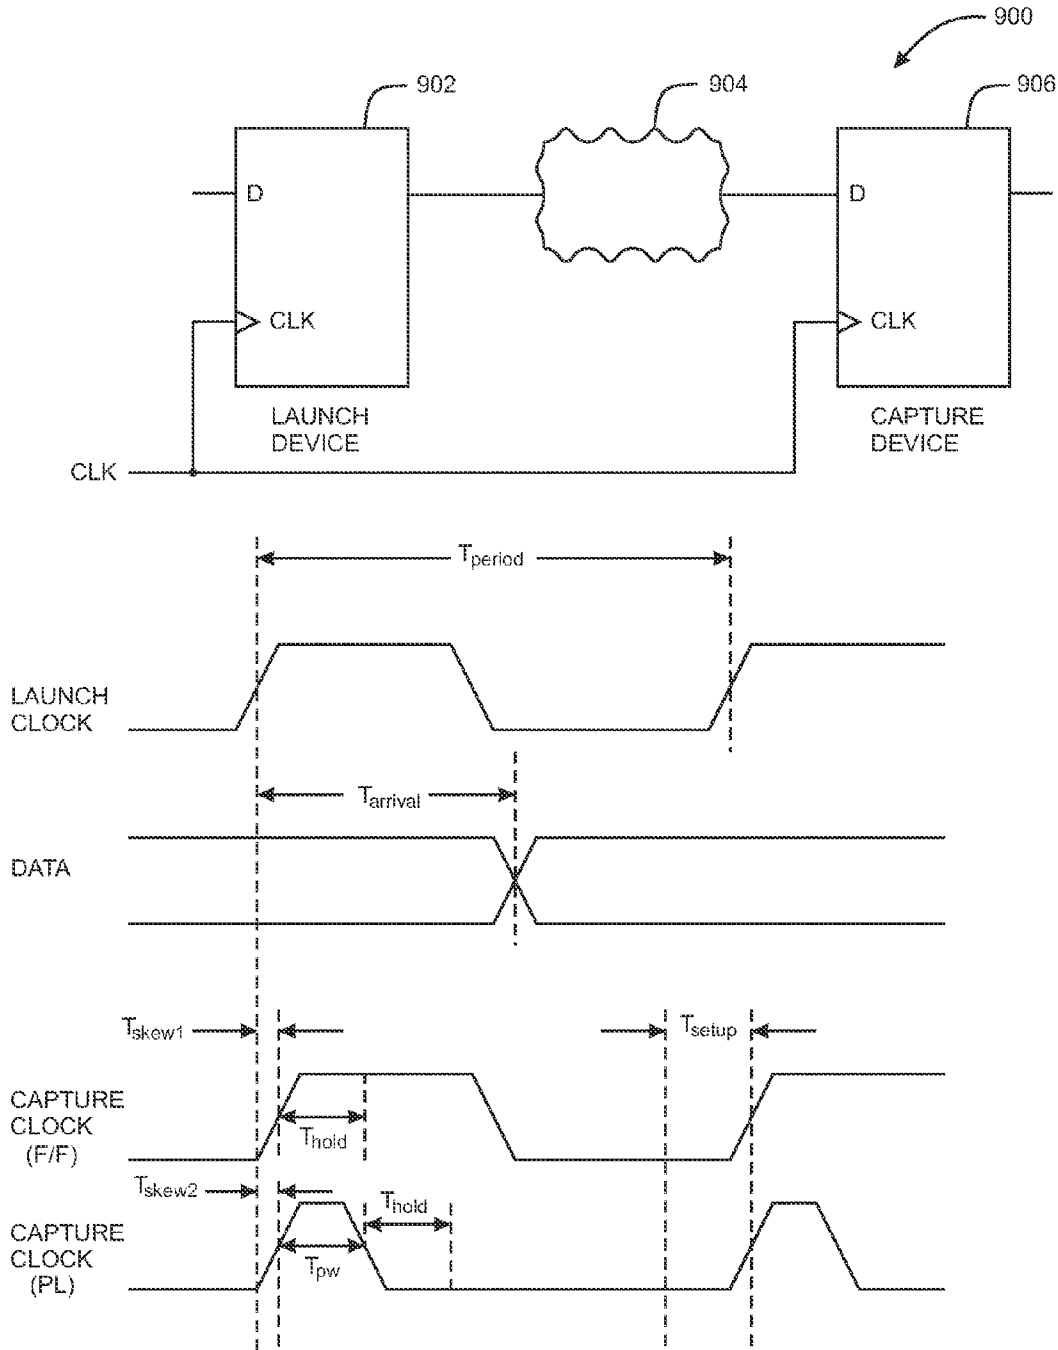 900
902
904
906
D
D
CLK
CLK
LAUNCH
DEVICE
CAPTURE
DEVICE
CLK
Tperiod
LAUNCH
CLOCK
Tarrival
DATA
Tskew1
Tsetup
CAPTURE
CLOCK
(F/F)
Thold
Tskew2
Thold
CAPTURE
CLOCK
(PL)
Tpw